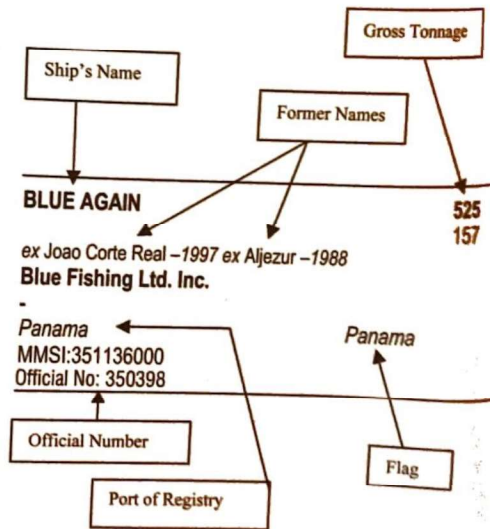 Gross Tonnage
Ship's Name
Former Names
BLUE AGAIN 525
157
ex Joao Corte Real –1997 ex Aljezur –1988
Blue Fishing Ltd. Inc.
-
Panama Panama
MMSI:351136000
Official No: 350398
Official Number
Flag
Port of Registry